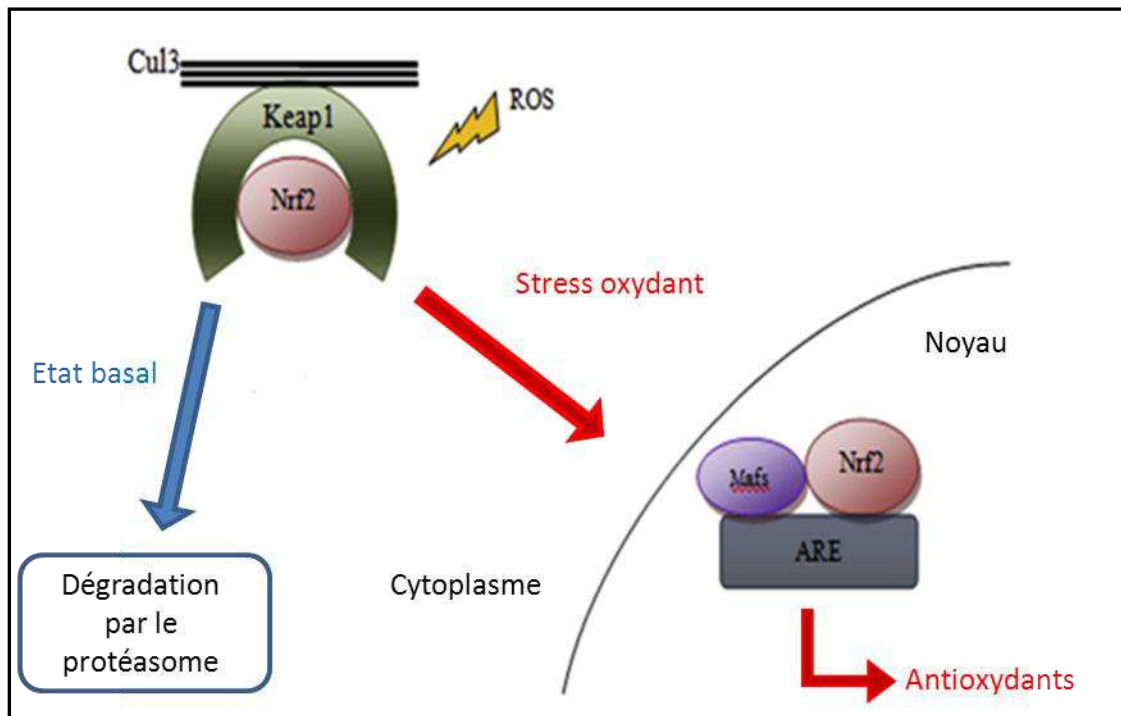 Cul3
Keap1
ROS
Nrf2
Stress oxydant
Etat basal
Noyau
Mafs
Nrf2
ARE
Dégradation
par le
protéasome
Cytoplasme
Antioxydants